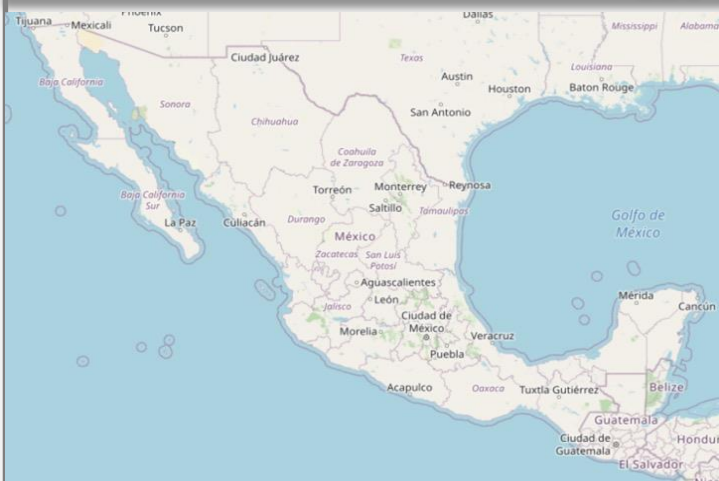 Phoenix
Dallas
Tijuana
Mexicali
Tucson
Mississippi
Alabama
Ciudad Juárez
Texas
Louisiana
Baja California
Austin
Houston
Baton Rouge
Sonora
San Antonio
Chihuahua
Coahuila
de Zaragoza
Torreón
Monterrey
Reynosa
Baja California
Sur
Saltillo
Tamaulipas
La Paz
Culiacán
Durango
Golfo de
México
México
Zacatecas
San Luis
Potosí
Aguascalientes
Mérida
León
Cancún
Jalisco
Ciudad de
México
Morelia
Veracruz
Puebla
Acapulco
Oaxaca
Tuxtla Gutiérrez
Belize
Guatemala
Ciudad de
Guatemala
Hondu
El Salvador